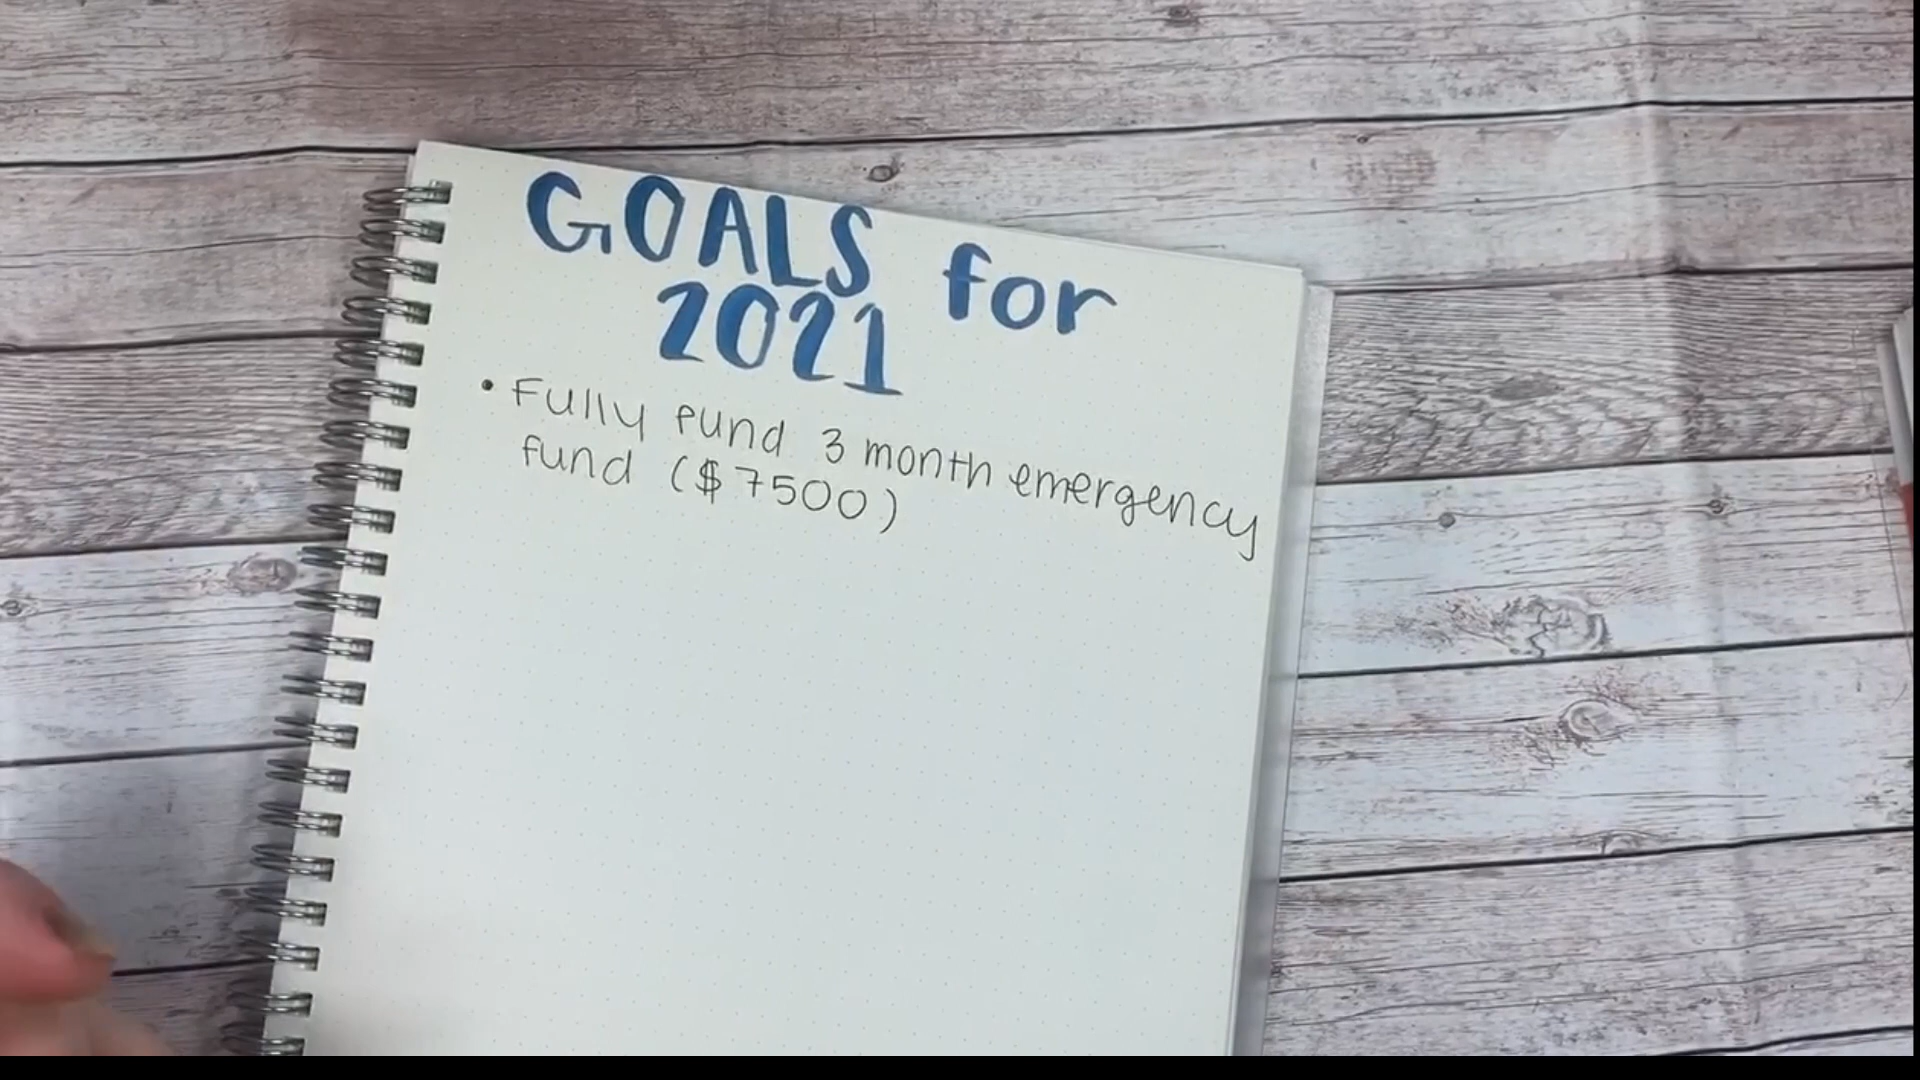 GOALS for
2021
• Fully Fund 3 month emergency
fund ($7500)